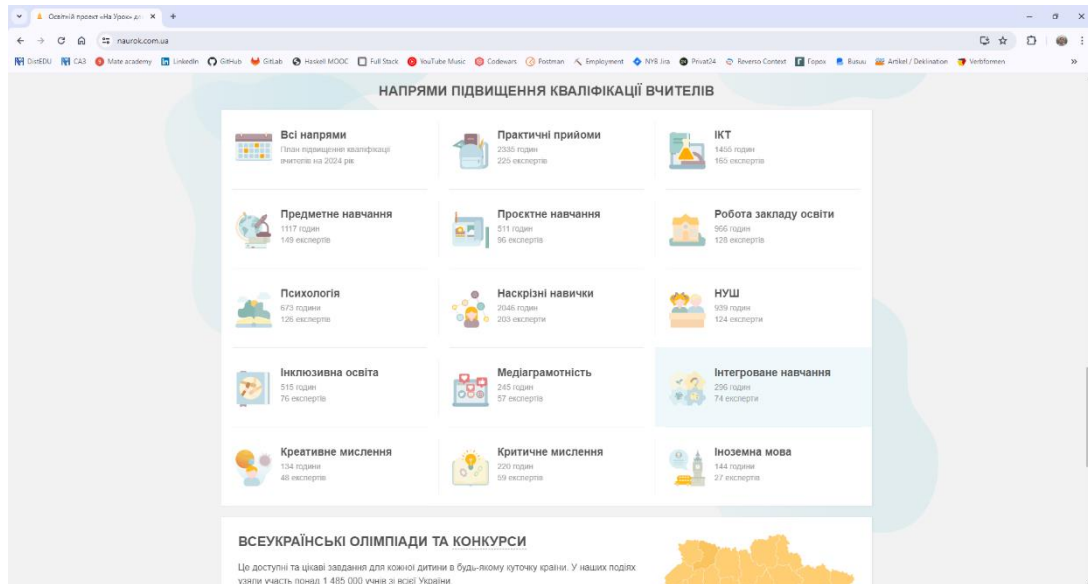 Освітній проєкт «На Урок» дл
naurok.com.ua
DistEDU CA3 Mate academy LinkedIn GitHub GitLab Haskell MOOC Full Stack YouTube Music Codewars Postman Employment NYB Jira Privat24 Reverso Context Горох Busuu Artikel / Deklination Verbformen
НАПРЯМИ ПІДВИЩЕННЯ КВАЛІФІКАЦІЇ ВЧИТЕЛІВ
Всі напрями
План підвищення кваліфікації
вчителів на 2024 рік
Практичні прийоми
2335 годин
225 експертів
ІКТ
1455 годин
165 експертів
Предметне навчання
1117 годин
149 експертів
Проєктне навчання
511 годин
96 експертів
Робота закладу освіти
966 годин
128 експертів
Психологія
673 години
126 експертів
Наскрізні навички
2046 годин
203 експерти
НУШ
939 годин
124 експерти
Інклюзивна освіта
515 годин
76 експертів
Медіаграмотність
245 годин
57 експертів
Інтегроване навчання
296 годин
74 експерти
Креативне мислення
134 години
46 експертів
Критичне мислення
220 годин
59 експертів
Іноземна мова
144 години
27 експертів
ВСЕУКРАЇНСЬКІ ОЛІМПІАДИ ТА КОНКУРСИ
Це доступні та цікаві завдання для кожної дитини в будь-якому куточку країни. У наших подіях
узяли участь понад 1 485 000 учнів зі всієї України